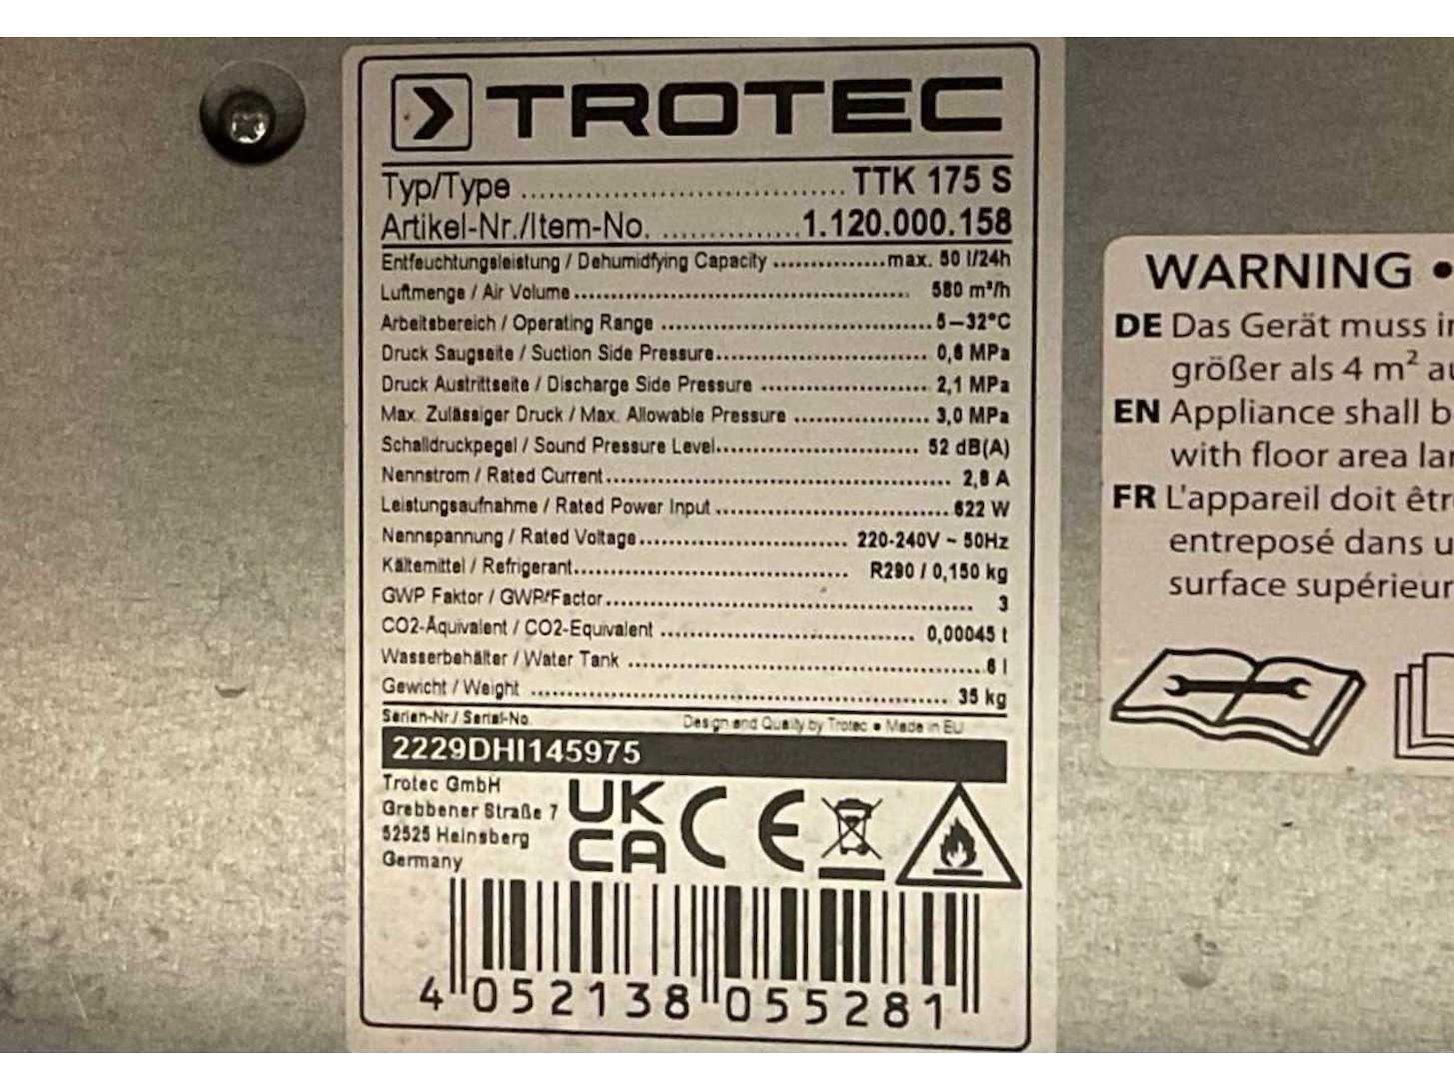 TROTEC
Typ/Type ................................. TTK 175 S
Artikel-Nr./Item-No. ............... 1.120.000.158
Entfeuchtungsleistung / Dehumidfying Capacity ............... max. 50 l/24h
Luftmenge / Air Volume ............... 580 m³/h
Arbeitsbereich / Operating Range ............... 5–32°C
Druck Saugseite / Suction Side Pressure ............... 0,6 MPa
Druck Austrittseite / Discharge Side Pressure ............... 2,1 MPa
Max. Zulässiger Druck / Max. Allowable Pressure ............... 3,0 MPa
Schalldruckpegel / Sound Pressure Level ............... 52 dB(A)
Nennstrom / Rated Current ............... 2,8 A
Leistungsaufnahme / Rated Power Input ............... 622 W
Nennspannung / Rated Voltage ............... 220-240V ~ 50Hz
Kältemittel / Refrigerant ............... R290 / 0,150 kg
GWP Faktor / GWP/Factor ............... 3
CO2-Äquivalent / CO2-Equivalent ............... 0,00045 t
Wasserbehälter / Water Tank ............... 6 l
Gewicht / Weight ............... 35 kg
Serien-Nr./ Serial-No. Design and Quality by Trotec • Made in EU
2229DHI145975
Trotec GmbH
Grebbener Straße 7
52525 Heinsberg
Germany
UK
CA
CE
4 052138 055281
WARNING •
DE Das Gerät muss in
größer als 4 m² au
EN Appliance shall b
with floor area lar
FR L'appareil doit êtr
entreposé dans u
surface supérieur